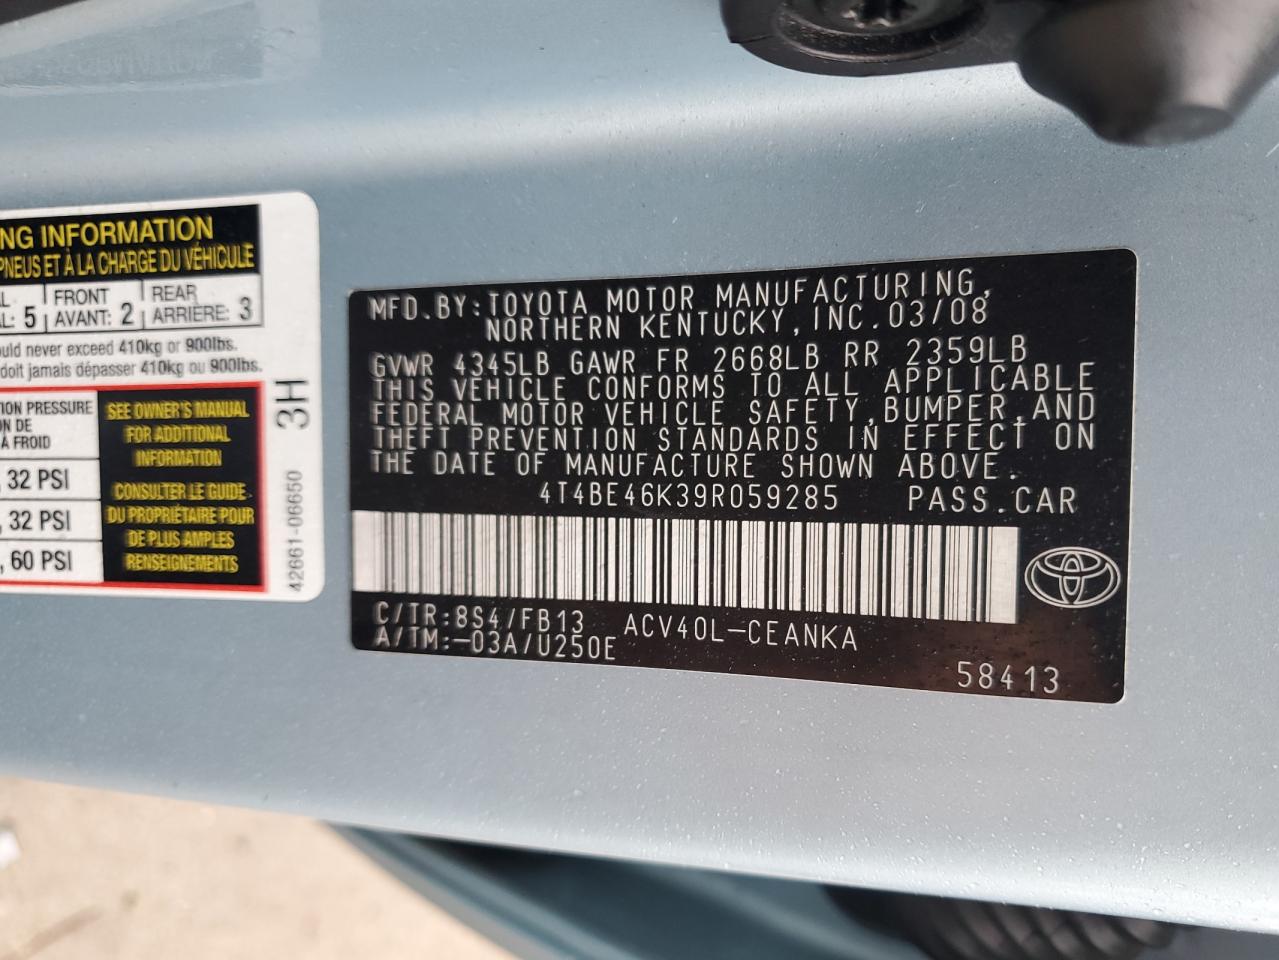 NG INFORMATION
PNEUS ET À LA CHARGE DU VÉHICULE
L FRONT REAR
L: 5 AVANT: 2 ARRIÈRE: 3
uld never exceed 410kg or 900lbs.
doit jamais dépasser 410kg ou 900lbs.
ION PRESSURE
N DE
À FROID
, 32 PSI
, 32 PSI
, 60 PSI
SEE OWNER'S MANUAL
FOR ADDITIONAL
INFORMATION
CONSULTER LE GUIDE
DU PROPRIÉTAIRE POUR
DE PLUS AMPLES
RENSEIGNEMENTS
3H
42661-06650
MFD. BY: TOYOTA MOTOR MANUFACTURING,
NORTHERN KENTUCKY, INC. 03/08
GVWR 4345LB GAWR FR 2668LB RR 2359LB
THIS VEHICLE CONFORMS TO ALL APPLICABLE
FEDERAL MOTOR VEHICLE SAFETY, BUMPER, AND
THEFT PREVENTION STANDARDS IN EFFECT ON
THE DATE OF MANUFACTURE SHOWN ABOVE.
4T4BE46K39R059285 PASS.CAR
C/TR:8S4/FB13 ACV40L-CEANKA
A/TM:-03A/U250E
58413